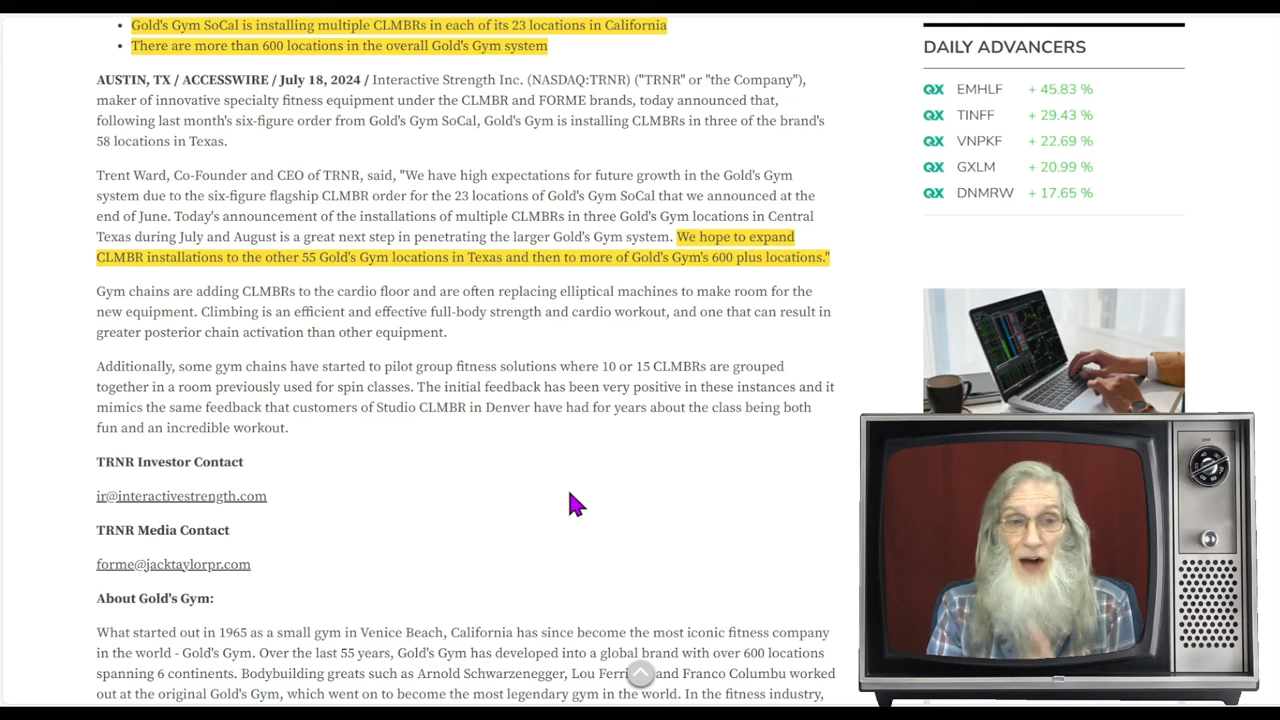 • Gold's Gym SoCal is installing multiple CLMBRs in each of its 23 locations in California
• There are more than 600 locations in the overall Gold's Gym system
AUSTIN, TX / ACCESSWIRE / July 18, 2024 / Interactive Strength Inc. (NASDAQ:TRNR) ("TRNR" or "the Company"),
maker of innovative specialty fitness equipment under the CLMBR and FORME brands, today announced that,
following last month's six-figure order from Gold's Gym SoCal, Gold's Gym is installing CLMBRs in three of the brand's
58 locations in Texas.
Trent Ward, Co-Founder and CEO of TRNR, said, "We have high expectations for future growth in the Gold's Gym
system due to the six-figure flagship CLMBR order for the 23 locations of Gold's Gym SoCal that we announced at the
end of June. Today's announcement of the installations of multiple CLMBRs in three Gold's Gym locations in Central
Texas during July and August is a great next step in penetrating the larger Gold's Gym system. We hope to expand
CLMBR installations to the other 55 Gold's Gym locations in Texas and then to more of Gold's Gym's 600 plus locations."
Gym chains are adding CLMBRs to the cardio floor and are often replacing elliptical machines to make room for the
new equipment. Climbing is an efficient and effective full-body strength and cardio workout, and one that can result in
greater posterior chain activation than other equipment.
Additionally, some gym chains have started to pilot group fitness solutions where 10 or 15 CLMBRs are grouped
together in a room previously used for spin classes. The initial feedback has been very positive in these instances and it
mimics the same feedback that customers of Studio CLMBR in Denver have had for years about the class being both
fun and an incredible workout.
TRNR Investor Contact
ir@interactivestrength.com
TRNR Media Contact
forme@jacktaylorpr.com
About Gold's Gym:
What started out in 1965 as a small gym in Venice Beach, California has since become the most iconic fitness company
in the world - Gold's Gym. Over the last 55 years, Gold's Gym has developed into a global brand with over 600 locations
spanning 6 continents. Bodybuilding greats such as Arnold Schwarzenegger, Lou and Franco Columbu worked
out at the original Gold's Gym, which went on to become the most legendary gym in the world. In the fitness industry,
DAILY ADVANCERS
QX EMHLF + 45.83 %
QX TINFF + 29.43 %
QX VNPKF + 22.69 %
QX GXLM + 20.99 %
QX DNMRW + 17.65 %